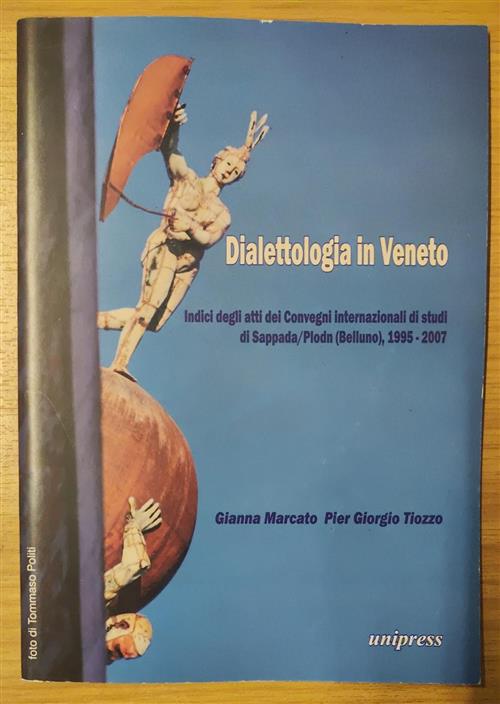 Dialettologia in Veneto
Indici degli atti dei Convegni internazionali di studi
di Sappada/Plodn (Belluno), 1995 - 2007
Gianna Marcato Pier Giorgio Tiozzo
unipress
foto di Tommaso Politi